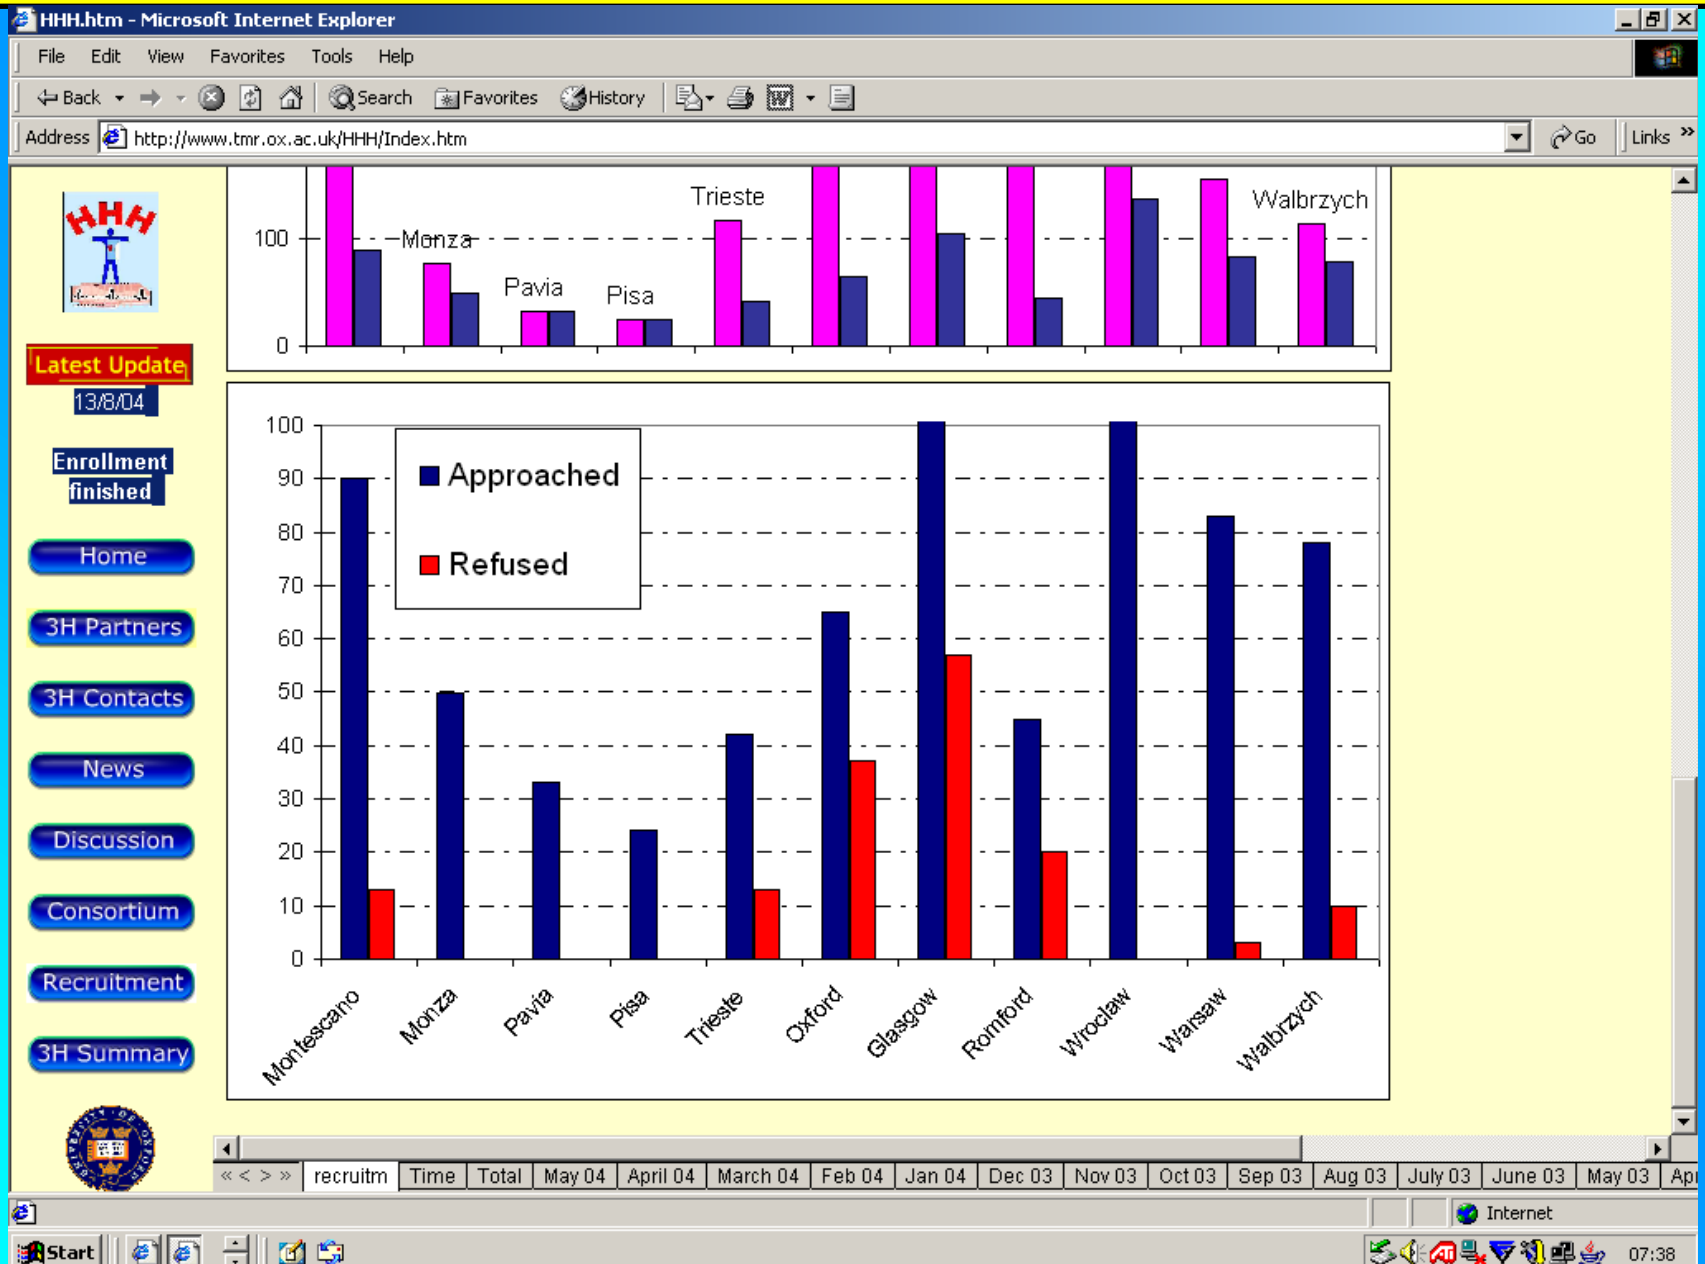 HHH.htm - Microsoft Internet Explorer
File Edit View Favorites Tools Help
Back Search Favorites History
Address http://www.tmr.ox.ac.uk/HHH/Index.htm Go Links »
HHH
Latest Update
13/8/04
Enrollment
finished
Home
3H Partners
3H Contacts
News
Discussion
Consortium
Recruitment
3H Summary
Trieste
Walbrzych
100
Monza
Pavia
Pisa
0
100
90
80
70
60
50
40
30
20
10
0
Approached
Refused
Montescano Monza Pavia Pisa Trieste Oxford Glasgow Romford Wroclaw Warsaw Walbrzych
« < > » recruitm Time Total May 04 April 04 March 04 Feb 04 Jan 04 Dec 03 Nov 03 Oct 03 Sep 03 Aug 03 July 03 June 03 May 03 Ap
Internet
Start 07:38